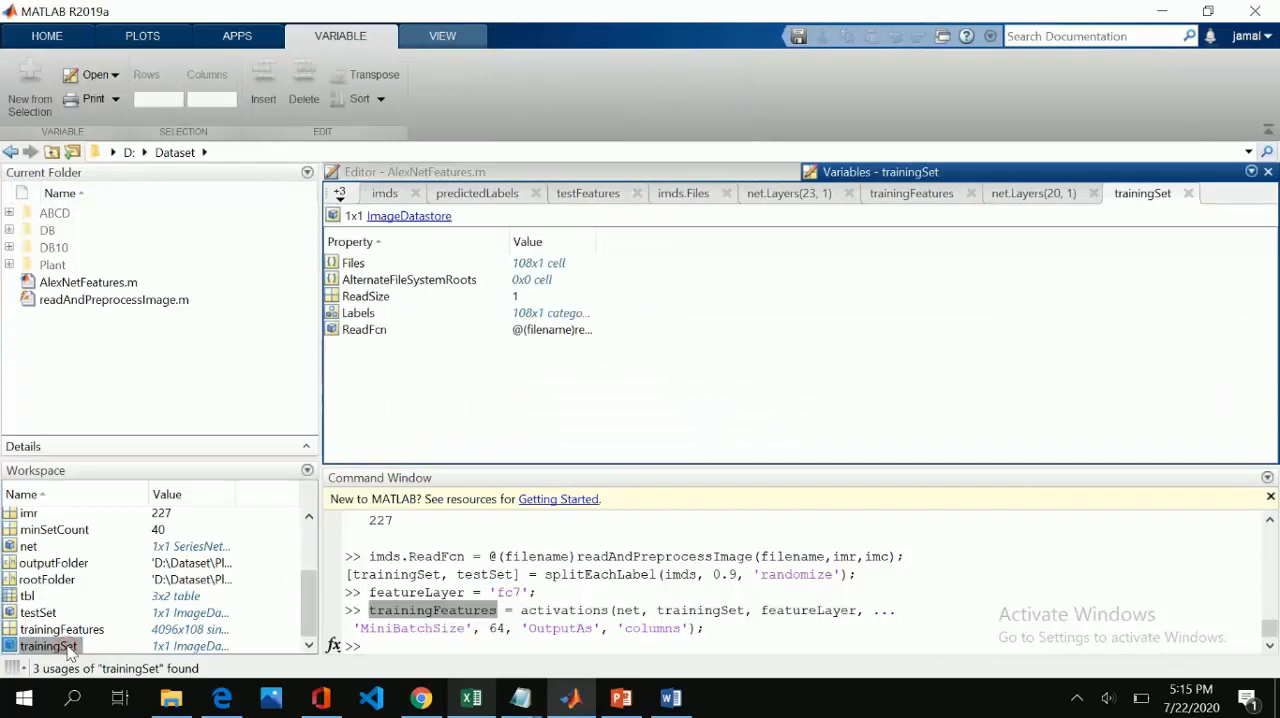 MATLAB R2019a
HOME PLOTS APPS VARIABLE VIEW Search Documentation jamal
New from Selection Open Print Rows Columns Insert Delete Transpose Sort
VARIABLE SELECTION EDIT
D: Dataset
Current Folder
Name
ABCD
DB
DB10
Plant
AlexNetFeatures.m
readAndPreprocessImage.m
Details
Workspace
Name Value
imr 227
minSetCount 40
net 1x1 SeriesNet...
outputFolder 'D:\Dataset\Pl...
rootFolder 'D:\Dataset\Pl...
tbl 3x2 table
testSet 1x1 ImageDa...
trainingFeatures 4096x108 sin...
trainingSet 1x1 ImageDa...
3 usages of "trainingSet" found
Editor - AlexNetFeatures.m Variables - trainingSet
+3 imds predictedLabels testFeatures imds.Files net.Layers(23, 1) trainingFeatures net.Layers(20, 1) trainingSet
1x1 ImageDatastore
Property Value
Files 108x1 cell
AlternateFileSystemRoots 0x0 cell
ReadSize 1
Labels 108x1 catego...
ReadFcn @(filename)re...
Command Window
New to MATLAB? See resources for Getting Started.
227
>> imds.ReadFcn = @(filename)readAndPreprocessImage(filename,imr,imc);
[trainingSet, testSet] = splitEachLabel(imds, 0.9, 'randomize');
>> featureLayer = 'fc7';
>> trainingFeatures = activations(net, trainingSet, featureLayer, ...
'MiniBatchSize', 64, 'OutputAs', 'columns');
fx >>
Activate Windows
Go to Settings to activate Windows.
5:15 PM
7/22/2020
1